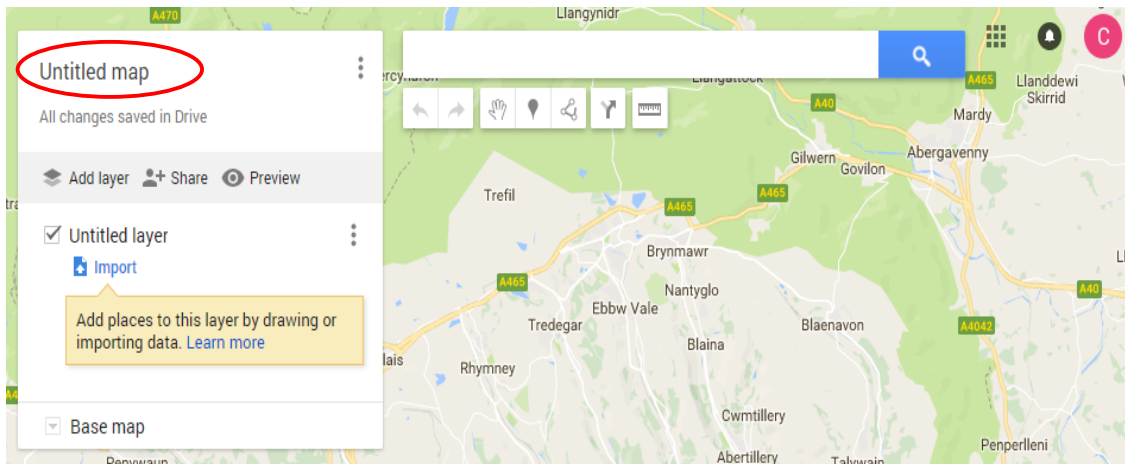 A470
Llangynidr
Untitled map
C
A465
Llanddewi
Skirrid
Llangattock
All changes saved in Drive
A40
Mardy
Gilwern
Govilon
Abergavenny
Add layer
Share
Preview
Trefil
A465
A465
Untitled layer
Import
Brynmawr
A465
Nantyglo
A40
Add places to this layer by drawing or
importing data. Learn more
Ebbw Vale
Tredegar
Blaenavon
A4042
Blaina
Rhymney
Cwmtillery
Base map
Penperlleni
Abertillery
Talywain
Penywaun